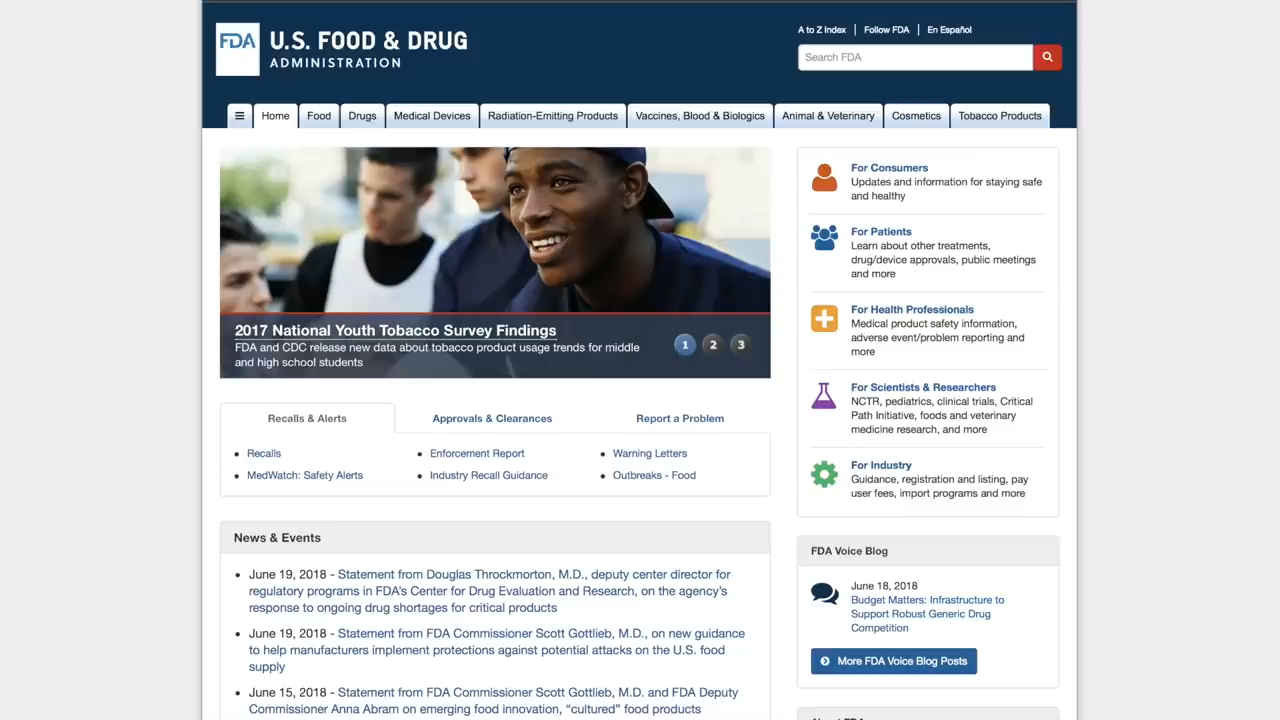 FDA
U.S. FOOD & DRUG
ADMINISTRATION
A to Z Index | Follow FDA | En Español
Search FDA
Home Food Drugs Medical Devices Radiation-Emitting Products Vaccines, Blood & Biologics Animal & Veterinary Cosmetics Tobacco Products
2017 National Youth Tobacco Survey Findings
FDA and CDC release new data about tobacco product usage trends for middle
and high school students
1 2 3
For Consumers
Updates and information for staying safe
and healthy
For Patients
Learn about other treatments,
drug/device approvals, public meetings
and more
For Health Professionals
Medical product safety information,
adverse event/problem reporting and
more
For Scientists & Researchers
NCTR, pediatrics, clinical trials, Critical
Path Initiative, foods and veterinary
medicine research, and more
For Industry
Guidance, registration and listing, pay
user fees, import programs and more
Recalls & Alerts Approvals & Clearances Report a Problem
• Recalls • Enforcement Report • Warning Letters
• MedWatch: Safety Alerts • Industry Recall Guidance • Outbreaks - Food
News & Events
• June 19, 2018 - Statement from Douglas Throckmorton, M.D., deputy center director for
regulatory programs in FDA's Center for Drug Evaluation and Research, on the agency's
response to ongoing drug shortages for critical products
• June 19, 2018 - Statement from FDA Commissioner Scott Gottlieb, M.D., on new guidance
to help manufacturers implement protections against potential attacks on the U.S. food
supply
• June 15, 2018 - Statement from FDA Commissioner Scott Gottlieb, M.D. and FDA Deputy
Commissioner Anna Abram on emerging food innovation, “cultured” food products
FDA Voice Blog
June 18, 2018
Budget Matters: Infrastructure to
Support Robust Generic Drug
Competition
More FDA Voice Blog Posts